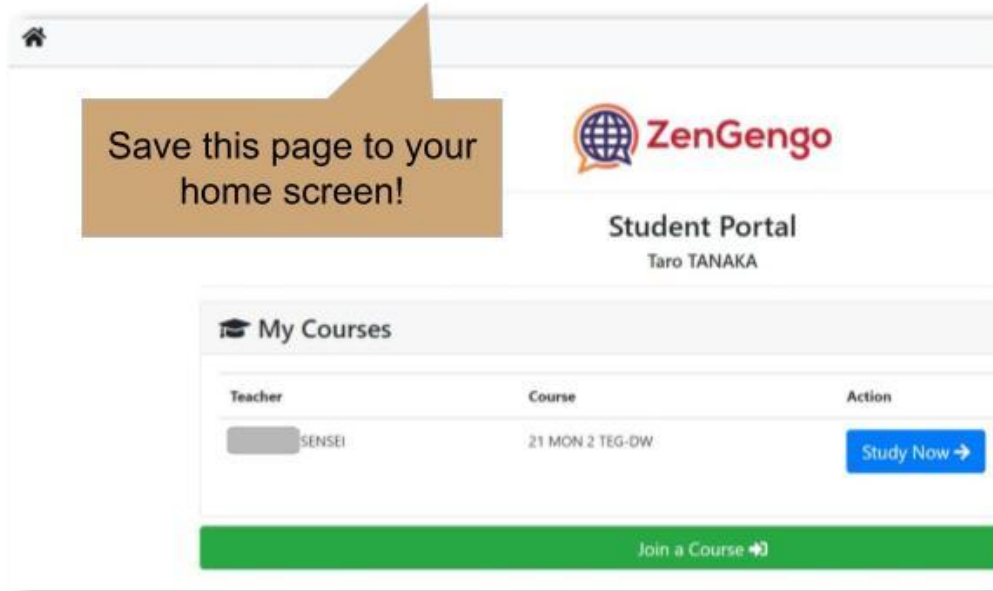 Save this page to your
home screen!
ZenGengo
Student Portal
Taro TANAKA
My Courses
Teacher Course Action
SENSEI 21 MON 2 TEG-DW Study Now
Join a Course